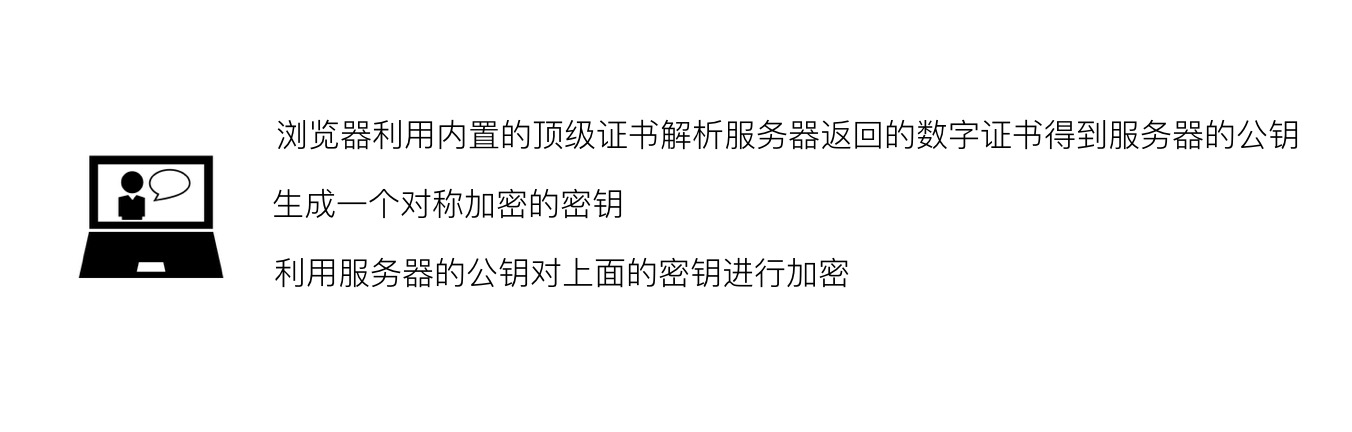 浏览器利用内置的顶级证书解析服务器返回的数字证书得到服务器的公钥
生成一个对称加密的密钥
利用服务器的公钥对上面的密钥进行加密